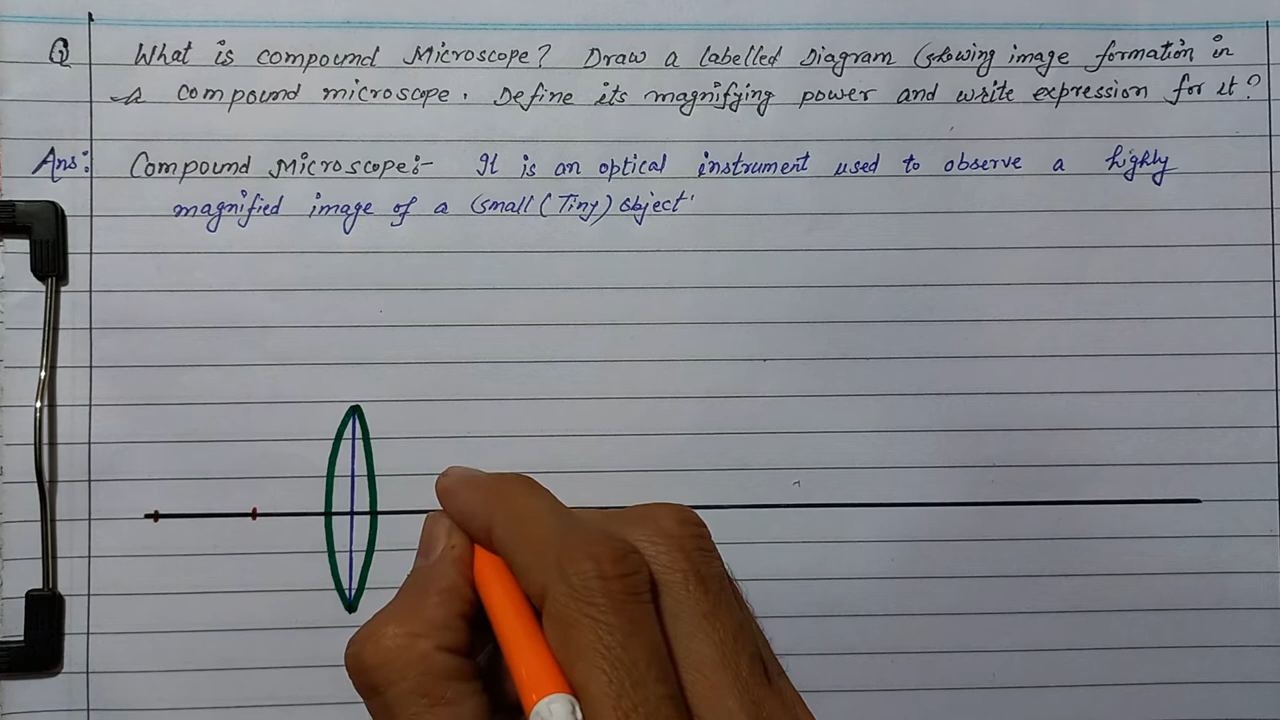 Q What is compound Microscope? Draw a labelled Diagram showing image formation in
a compound microscope. Define its magnifying power and write expression for it?
Ans: Compound Microscope:- It is an optical instrument used to observe a highly
magnified image of a small (Tiny) object.